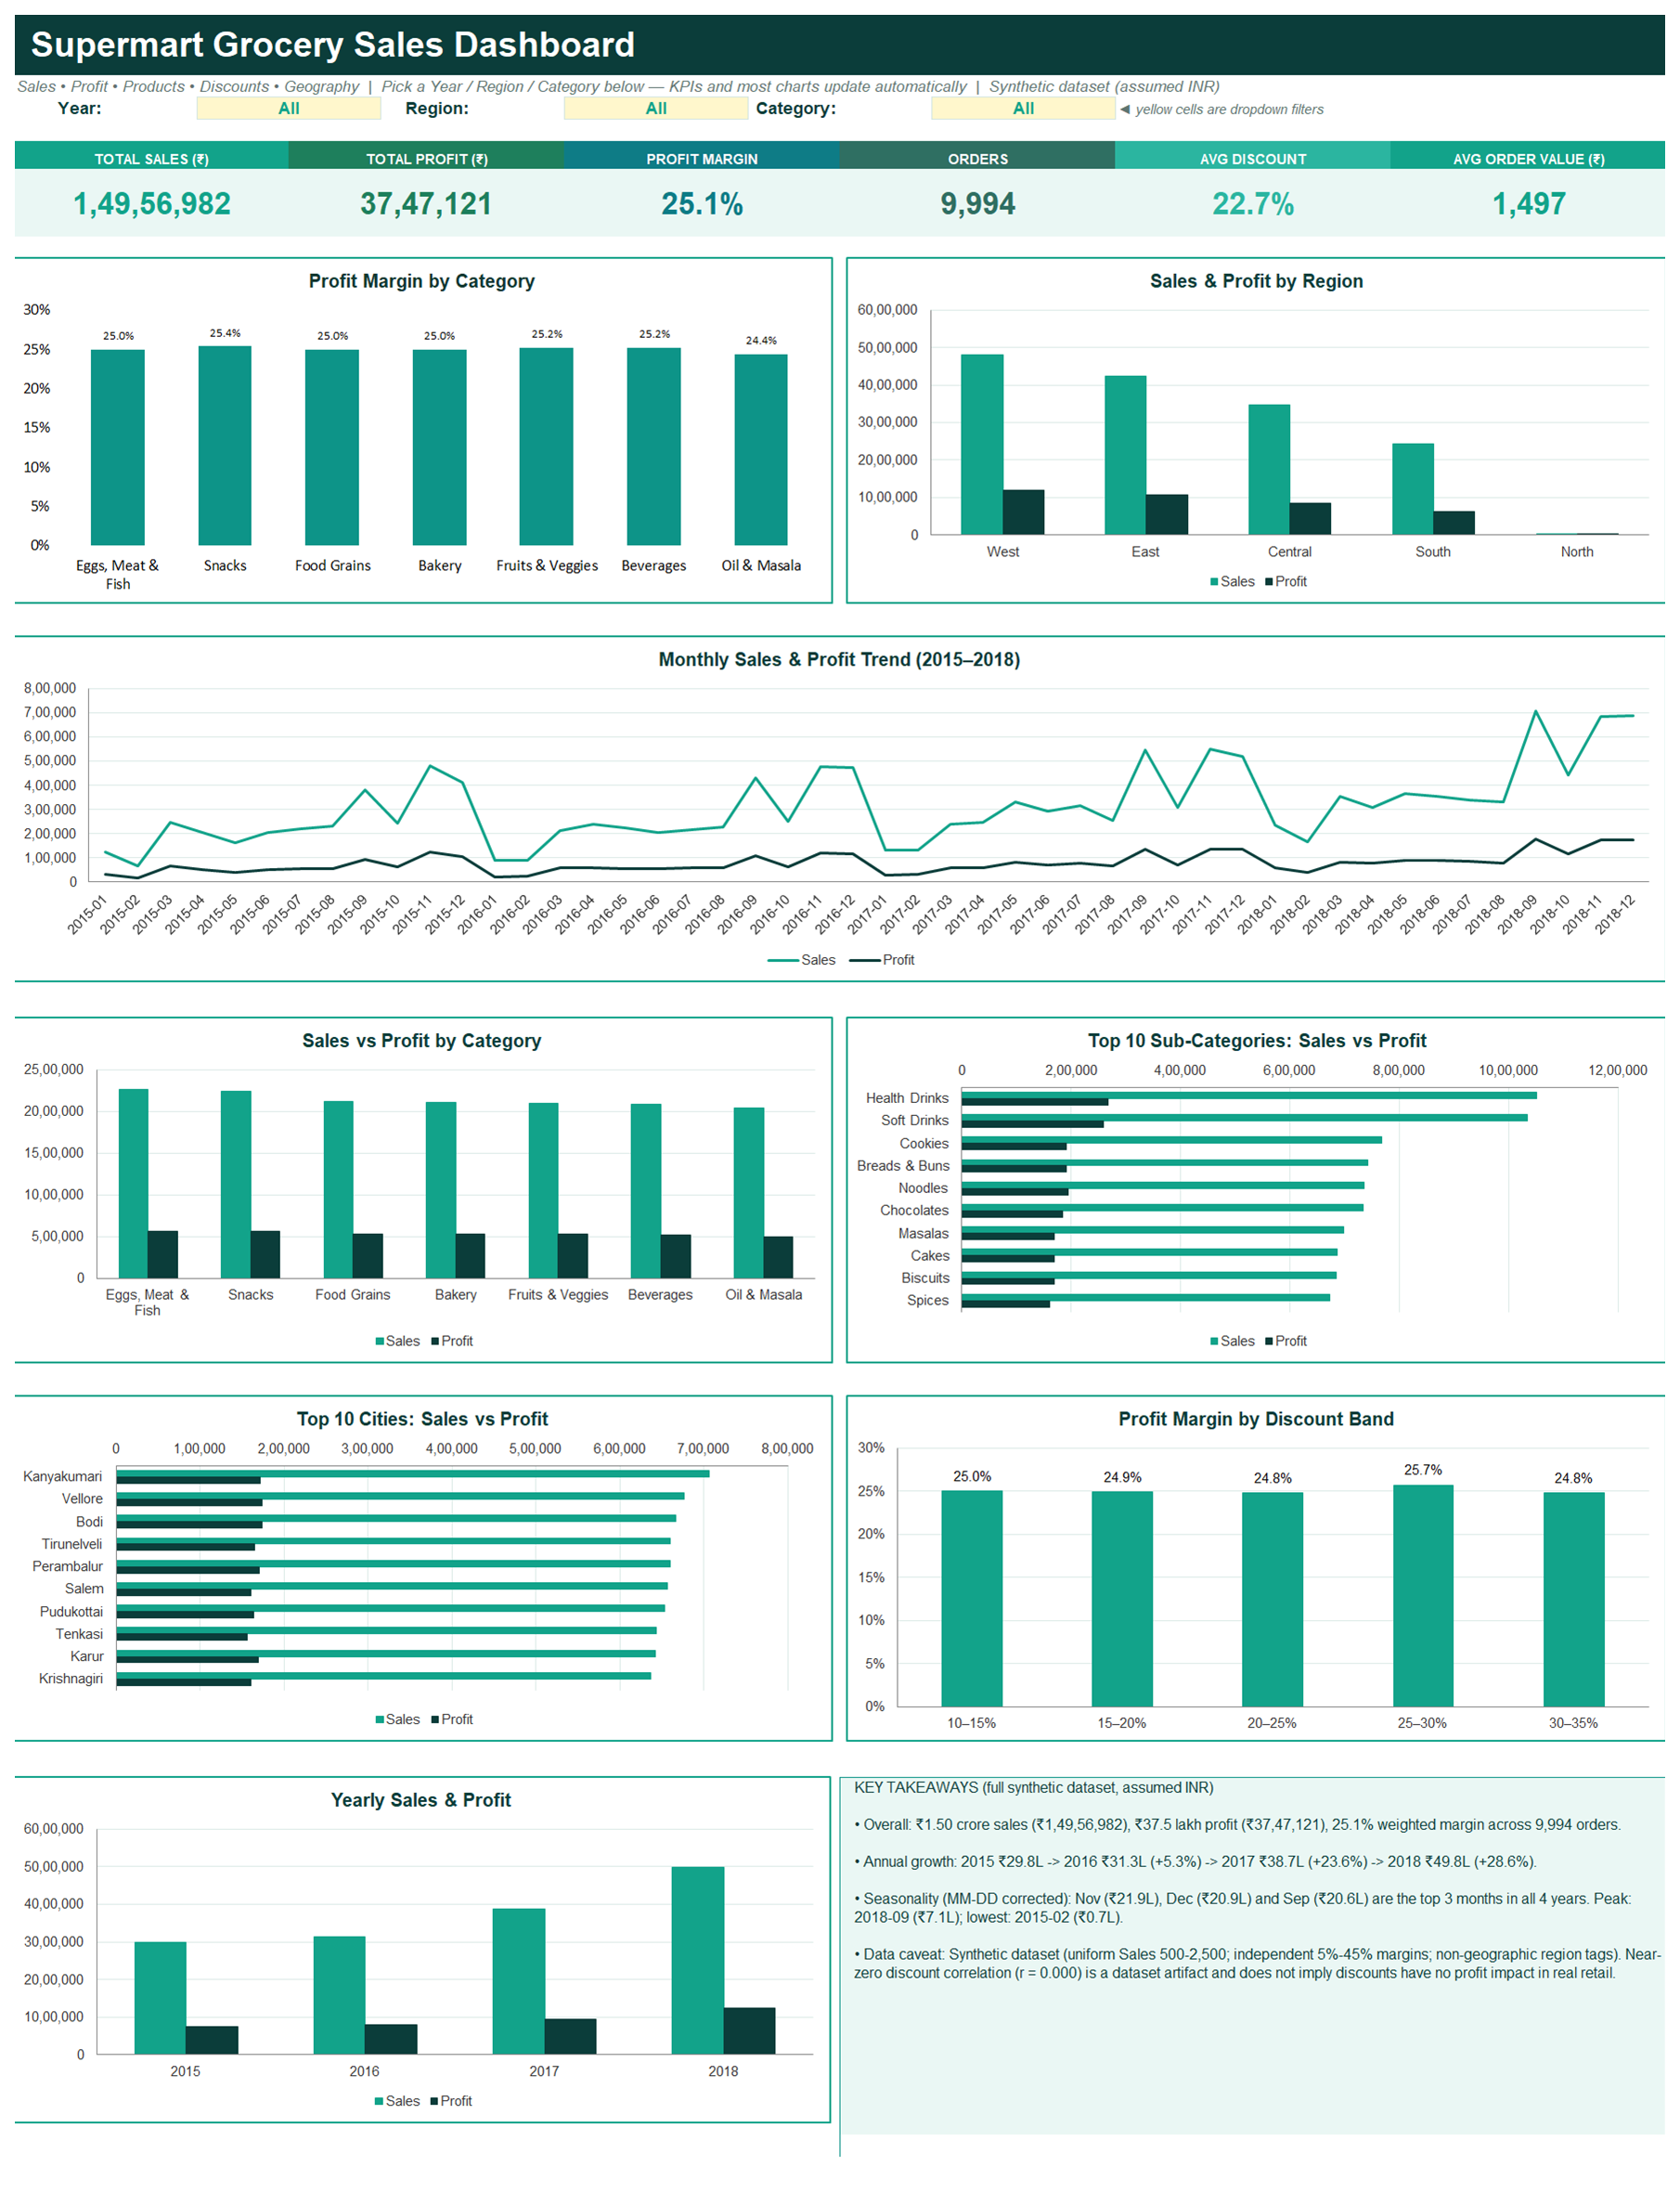 Supermart Grocery Sales Dashboard
Sales • Profit • Products • Discounts • Geography | Pick a Year / Region / Category below — KPIs and most charts update automatically | Synthetic dataset (assumed INR)
Year: All Region: All Category: All ◄ yellow cells are dropdown filters
TOTAL SALES (₹) TOTAL PROFIT (₹) PROFIT MARGIN ORDERS AVG DISCOUNT AVG ORDER VALUE (₹)
1,49,56,982 37,47,121 25.1% 9,994 22.7% 1,497
Profit Margin by Category
30%
25%
20%
15%
10%
5%
0%
25.0% 25.4% 25.0% 25.0% 25.2% 25.2% 24.4%
Eggs, Meat & Fish Snacks Food Grains Bakery Fruits & Veggies Beverages Oil & Masala
Sales & Profit by Region
60,00,000
50,00,000
40,00,000
30,00,000
20,00,000
10,00,000
0
West East Central South North
Sales Profit
Monthly Sales & Profit Trend (2015–2018)
8,00,000
7,00,000
6,00,000
5,00,000
4,00,000
3,00,000
2,00,000
1,00,000
0
2015-01 2015-02 2015-03 2015-04 2015-05 2015-06 2015-07 2015-08 2015-09 2015-10 2015-11 2015-12 2016-01 2016-02 2016-03 2016-04 2016-05 2016-06 2016-07 2016-08 2016-09 2016-10 2016-11 2016-12 2017-01 2017-02 2017-03 2017-04 2017-05 2017-06 2017-07 2017-08 2017-09 2017-10 2017-11 2017-12 2018-01 2018-02 2018-03 2018-04 2018-05 2018-06 2018-07 2018-08 2018-09 2018-10 2018-11 2018-12
Sales Profit
Sales vs Profit by Category
25,00,000
20,00,000
15,00,000
10,00,000
5,00,000
0
Eggs, Meat & Fish Snacks Food Grains Bakery Fruits & Veggies Beverages Oil & Masala
Sales Profit
Top 10 Sub-Categories: Sales vs Profit
0 2,00,000 4,00,000 6,00,000 8,00,000 10,00,000 12,00,000
Health Drinks
Soft Drinks
Cookies
Breads & Buns
Noodles
Chocolates
Masalas
Cakes
Biscuits
Spices
Sales Profit
Top 10 Cities: Sales vs Profit
0 1,00,000 2,00,000 3,00,000 4,00,000 5,00,000 6,00,000 7,00,000 8,00,000
Kanyakumari
Vellore
Bodi
Tirunelveli
Perambalur
Salem
Pudukottai
Tenkasi
Karur
Krishnagiri
Sales Profit
Profit Margin by Discount Band
30%
25%
20%
15%
10%
5%
0%
25.0% 24.9% 24.8% 25.7% 24.8%
10–15% 15–20% 20–25% 25–30% 30–35%
Yearly Sales & Profit
60,00,000
50,00,000
40,00,000
30,00,000
20,00,000
10,00,000
0
2015 2016 2017 2018
Sales Profit
KEY TAKEAWAYS (full synthetic dataset, assumed INR)
• Overall: ₹1.50 crore sales (₹1,49,56,982), ₹37.5 lakh profit (₹37,47,121), 25.1% weighted margin across 9,994 orders.
• Annual growth: 2015 ₹29.8L -> 2016 ₹31.3L (+5.3%) -> 2017 ₹38.7L (+23.6%) -> 2018 ₹49.8L (+28.6%).
• Seasonality (MM-DD corrected): Nov (₹21.9L), Dec (₹20.9L) and Sep (₹20.6L) are the top 3 months in all 4 years. Peak:
2018-09 (₹7.1L); lowest: 2015-02 (₹0.7L).
• Data caveat: Synthetic dataset (uniform Sales 500-2,500; independent 5%-45% margins; non-geographic region tags). Near-
zero discount correlation (r = 0.000) is a dataset artifact and does not imply discounts have no profit impact in real retail.